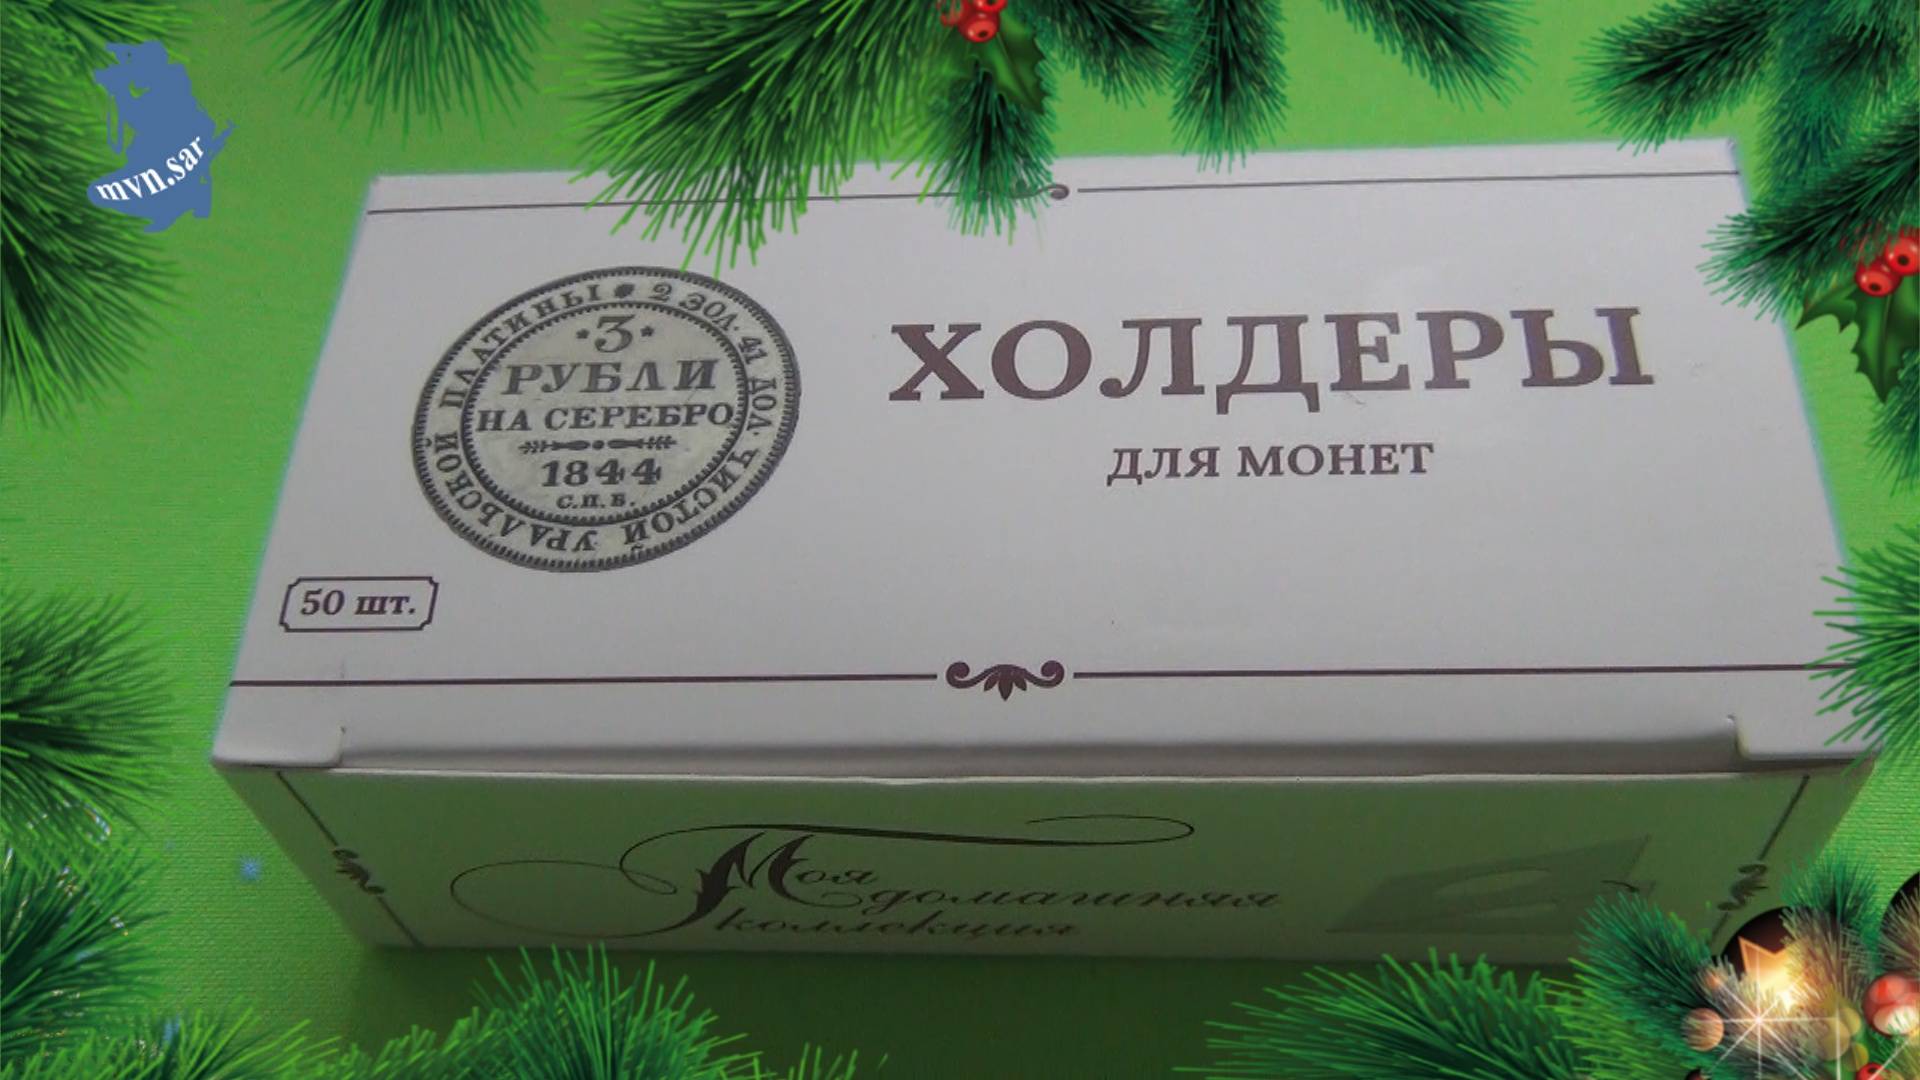 mvn.sar
ХОЛДЕРЫ
ДЛЯ МОНЕТ
2 ЗОЛ. 41 ДОЛ. ЧИСТОЙ УРАЛЬСКОЙ ПЛАТИНЫ
3
РУБЛИ
НА СЕРЕБРО
1844
С.П.Б.
50 шт.
Моя
домашняя
коллекция